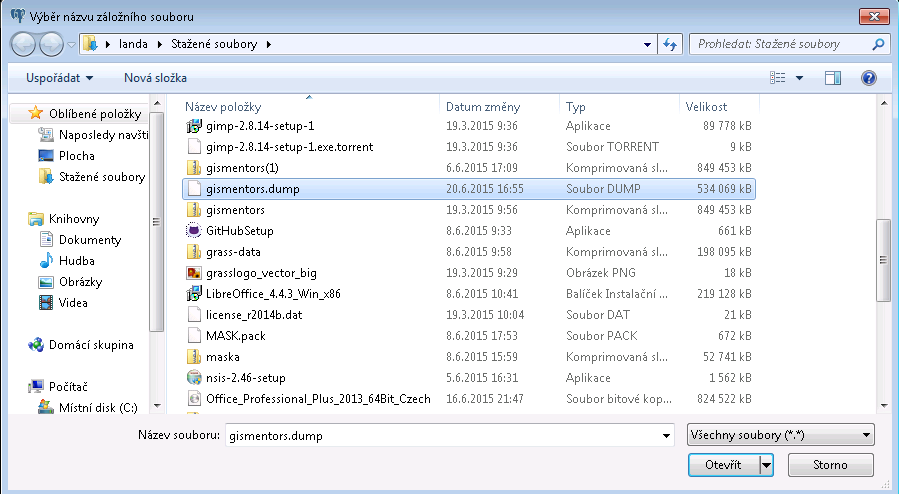 Výběr názvu záložního souboru
landa Stažené soubory
Prohledat: Stažené soubory
Uspořádat Nová složka
Oblíbené položky
Naposledy navšti
Plocha
Stažené soubory
Knihovny
Dokumenty
Hudba
Obrázky
Videa
Domácí skupina
Počítač
Místní disk (C:)
Název položky Datum změny Typ Velikost
gimp-2.8.14-setup-1 19.3.2015 9:36 Aplikace 89 778 kB
gimp-2.8.14-setup-1.exe.torrent 19.3.2015 9:36 Soubor TORRENT 9 kB
gismentors(1) 6.6.2015 17:09 Komprimovaná sl... 849 453 kB
gismentors.dump 20.6.2015 16:55 Soubor DUMP 534 069 kB
gismentors 19.3.2015 9:56 Komprimovaná sl... 849 453 kB
GitHubSetup 8.6.2015 9:33 Aplikace 661 kB
grass-data 8.6.2015 9:58 Komprimovaná sl... 198 095 kB
grasslogo_vector_big 19.3.2015 9:29 Obrázek PNG 18 kB
LibreOffice_4.4.3_Win_x86 8.6.2015 10:41 Balíček Instalační ... 219 128 kB
license_r2014b.dat 19.3.2015 10:04 Soubor DAT 21 kB
MASK.pack 8.6.2015 17:53 Soubor PACK 672 kB
maska 8.6.2015 15:59 Komprimovaná sl... 52 741 kB
nsis-2.46-setup 5.6.2015 16:31 Aplikace 1 562 kB
Office_Professional_Plus_2013_64Bit_Czech 16.6.2015 21:47 Soubor bitové kop... 824 522 kB
Název souboru: gismentors.dump
Všechny soubory (*.*)
Otevřít Storno